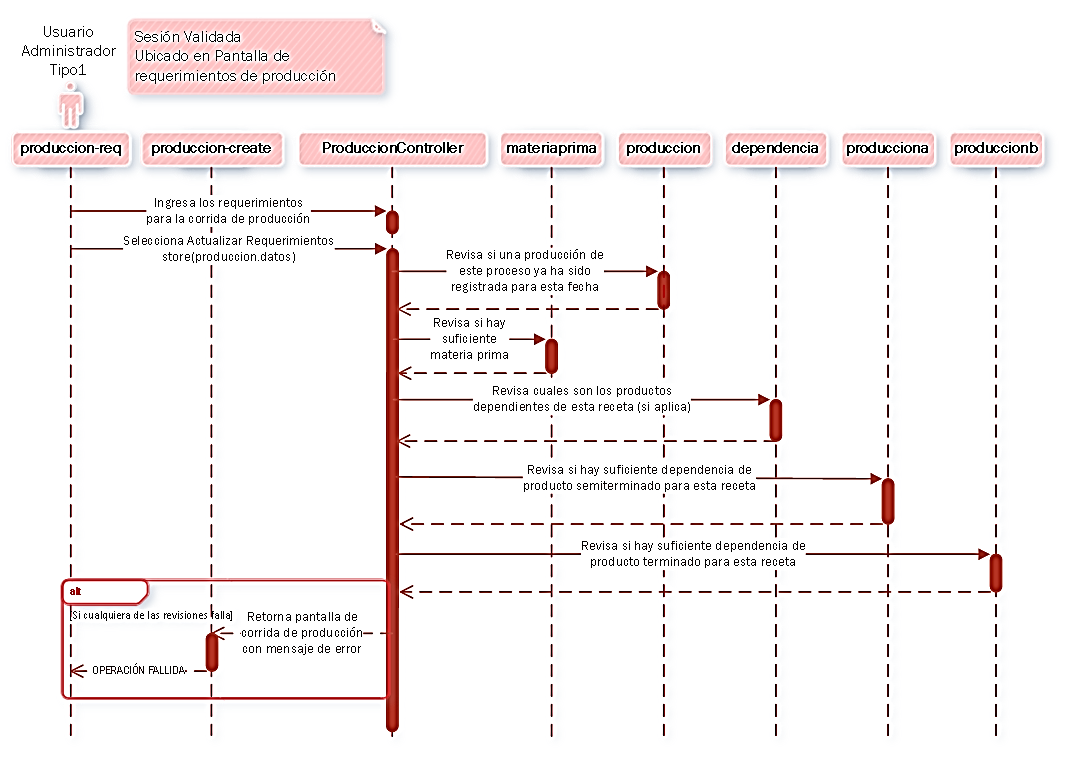 Usuario
Administrador
Tipo1
Sesión Validada
Ubicado en Pantalla de
requerimientos de producción
produccion-req
produccion-create
ProduccionController
materiaprima
produccion
dependencia
producciona
produccionb
Ingresa los requerimientos
para la corrida de producción
Selecciona Actualizar Requerimientos
store(produccion.datos)
Revisa si una producción de
este proceso ya ha sido
registrada para esta fecha
Revisa si hay
suficiente
materia prima
Revisa cuales son los productos
dependientes de esta receta (si aplica)
Revisa si hay suficiente dependencia de
producto semiterminado para esta receta
Revisa si hay suficiente dependencia de
producto terminado para esta receta
alt
[Si cualquiera de las revisiones falla]
Retorna pantalla de
corrida de producción
con mensaje de error
OPERACIÓN FALLIDA